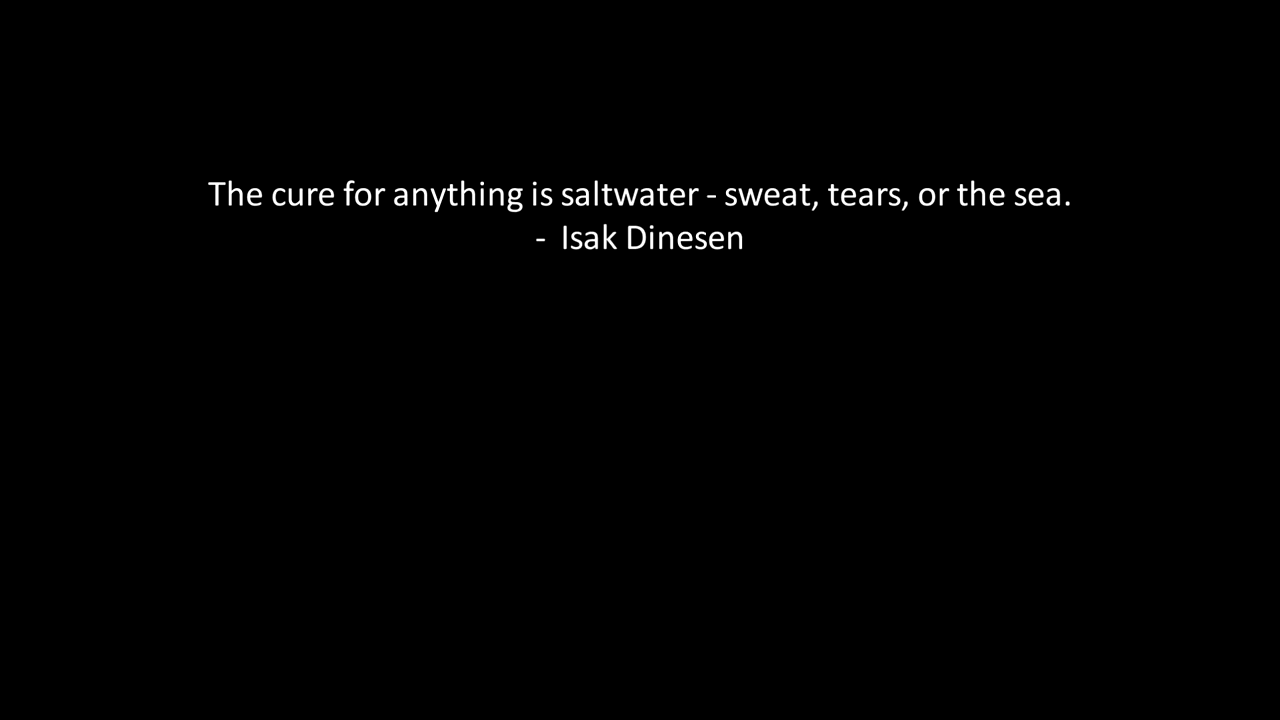 The cure for anything is saltwater - sweat, tears, or the sea.
-  Isak Dinesen